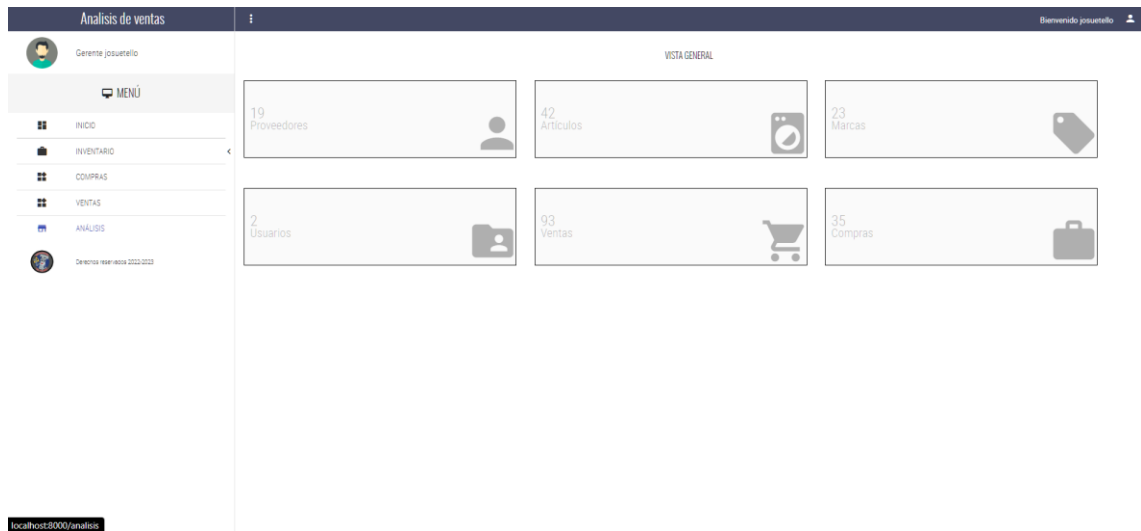 Analisis de ventas
Bienvenido josuetello
Gerente josuetello
MENÚ
INICIO
INVENTARIO
COMPRAS
VENTAS
ANÁLISIS
Derechos reservados 2022-2023
VISTA GENERAL
19
Proveedores
42
Artículos
23
Marcas
2
Usuarios
93
Ventas
35
Compras
localhost:8000/analisis